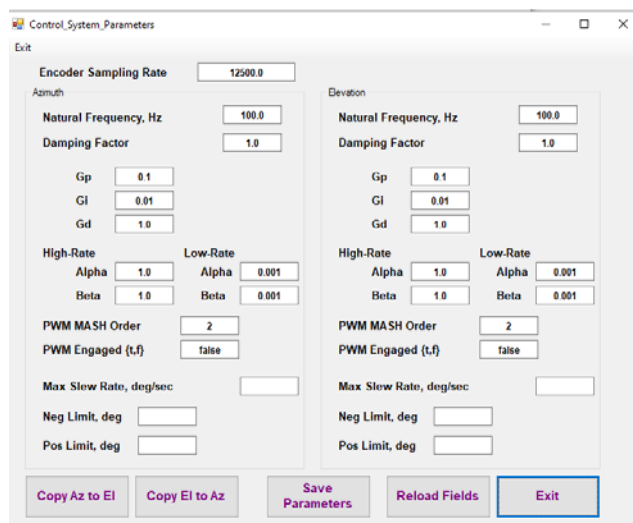 Control_System_Parameters
Exit
Encoder Sampling Rate 12500.0
Azimuth
Natural Frequency, Hz 100.0
Damping Factor 1.0
Gp 0.1
GI 0.01
Gd 1.0
High-Rate Low-Rate
Alpha 1.0 Alpha 0.001
Beta 1.0 Beta 0.001
PWM MASH Order 2
PWM Engaged {t,f} false
Max Slew Rate, deg/sec
Neg Limit, deg
Pos Limit, deg
Elevation
Natural Frequency, Hz 100.0
Damping Factor 1.0
Gp 0.1
GI 0.01
Gd 1.0
High-Rate Low-Rate
Alpha 1.0 Alpha 0.001
Beta 1.0 Beta 0.001
PWM MASH Order 2
PWM Engaged {t,f} false
Max Slew Rate, deg/sec
Neg Limit, deg
Pos Limit, deg
Copy Az to El
Copy El to Az
Save
Parameters
Reload Fields
Exit